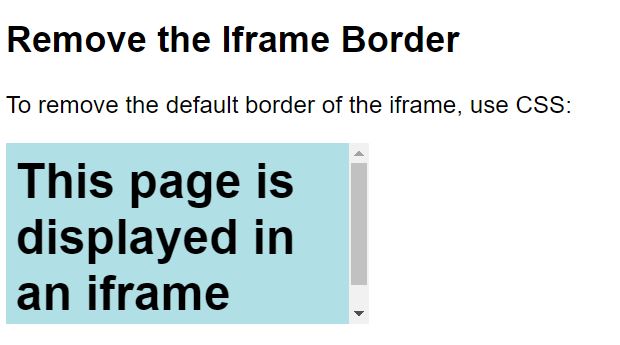 Remove the Iframe Border
To remove the default border of the iframe, use CSS:
This page is
displayed in
an iframe